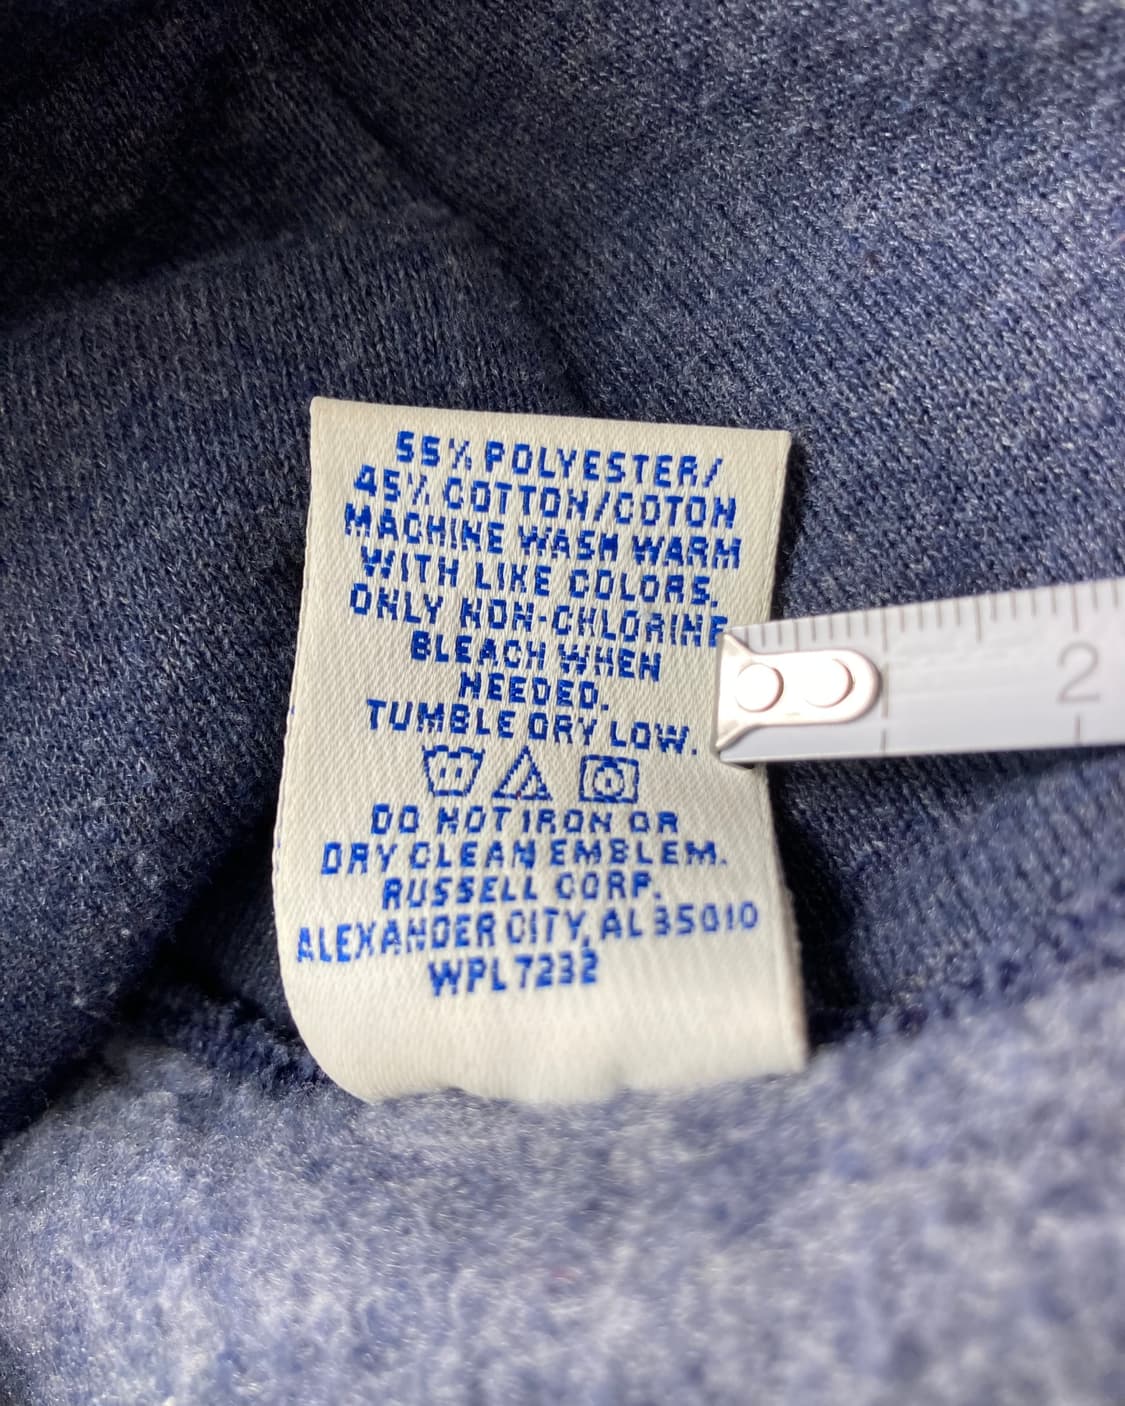 55% POLYESTER/
45% COTTON/COTON
MACHINE WASH WARM
WITH LIKE COLORS.
ONLY NON-CHLORINE
BLEACH WHEN
NEEDED.
TUMBLE DRY LOW.
DO NOT IRON OR
DRY CLEAN EMBLEM.
RUSSELL CORP.
ALEXANDER CITY, AL 35010
WPL 7232
2